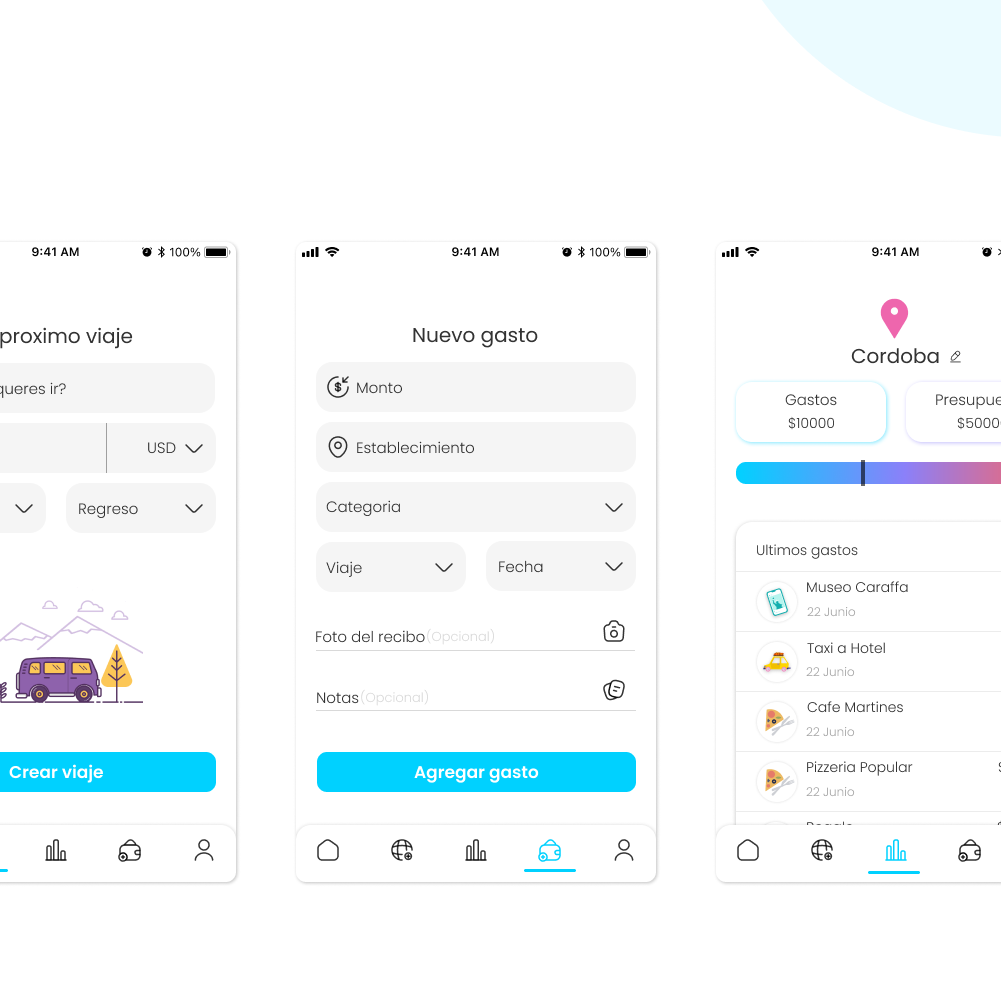 9:41 AM
100%
proximo viaje
queres ir?
USD
Regreso
Crear viaje
9:41 AM
100%
Nuevo gasto
Monto
Establecimiento
Categoria
Viaje
Fecha
Foto del recibo (Opcional)
Notas (Opcional)
Agregar gasto
9:41 AM
Cordoba
Gastos
$10000
Presupue
$5000
Ultimos gastos
Museo Caraffa
22 Junio
Taxi a Hotel
22 Junio
Cafe Martines
22 Junio
Pizzeria Popular
$
22 Junio